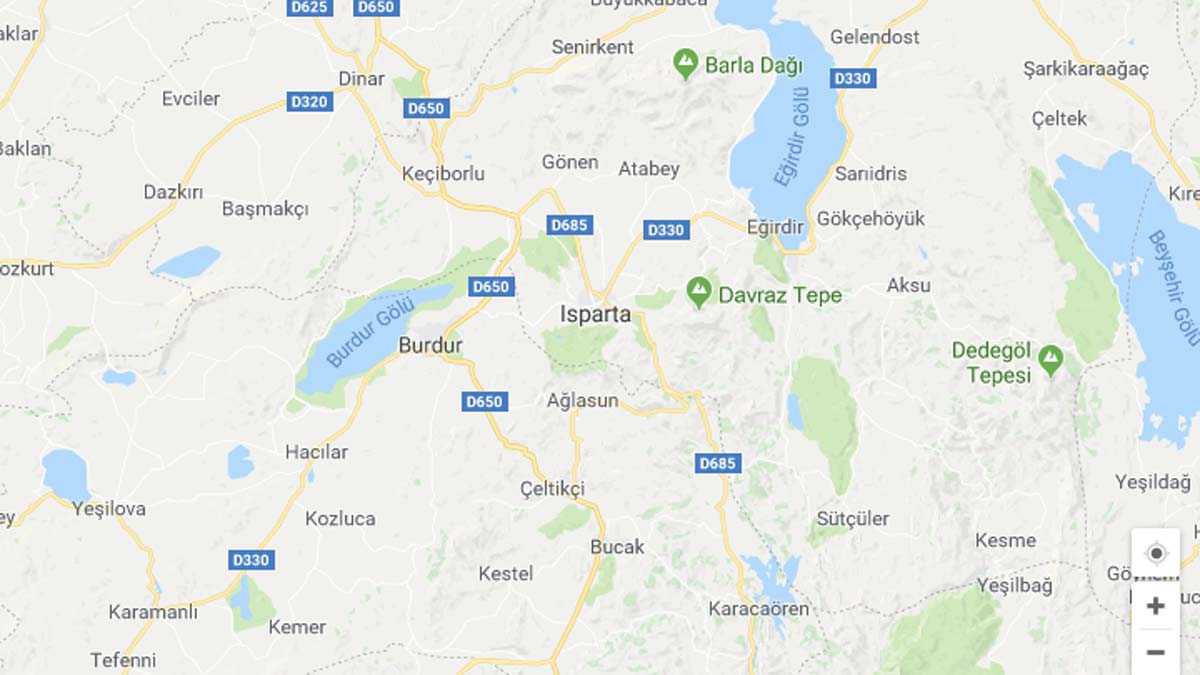 D625
D650
Büyükkabaca
Senirkent
Gelendost
Barla Dağı
Şarkikaraağaç
Dinar
D330
Evciler
D320
D650
Çeltek
Baklan
Eğirdir Gölü
Gönen
Atabey
Keçiborlu
Sarıidris
Dazkırı
Başmakçı
D685
D330
Eğirdir
Gökçehöyük
Beyşehir Gölü
D650
Aksu
Davraz Tepe
Isparta
Burdur Gölü
Burdur
Dedegöl
Tepesi
D650
Ağlasun
Hacılar
D685
Çeltikçi
Yeşildağ
Yeşilova
Kozluca
Sütçüler
Bucak
Kesme
D330
Kestel
Yeşilbağ
Karamanlı
Karacaören
Kemer
Tefenni
+
−